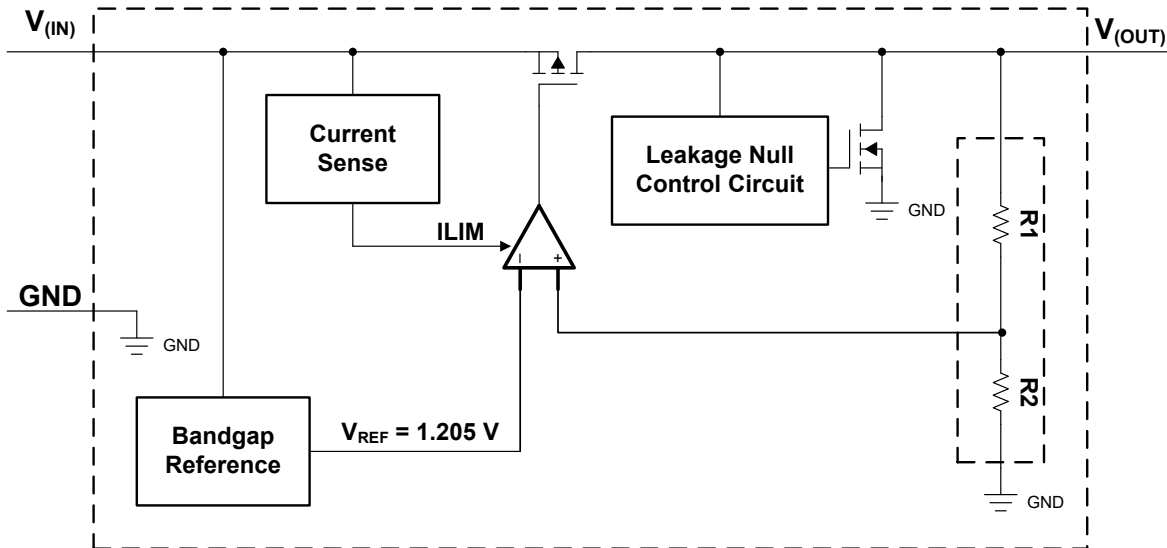 V(IN)
V(OUT)
Current
Sense
Leakage Null
Control Circuit
GND
R1
ILIM
GND
GND
R2
Bandgap
Reference
VREF = 1.205 V
GND